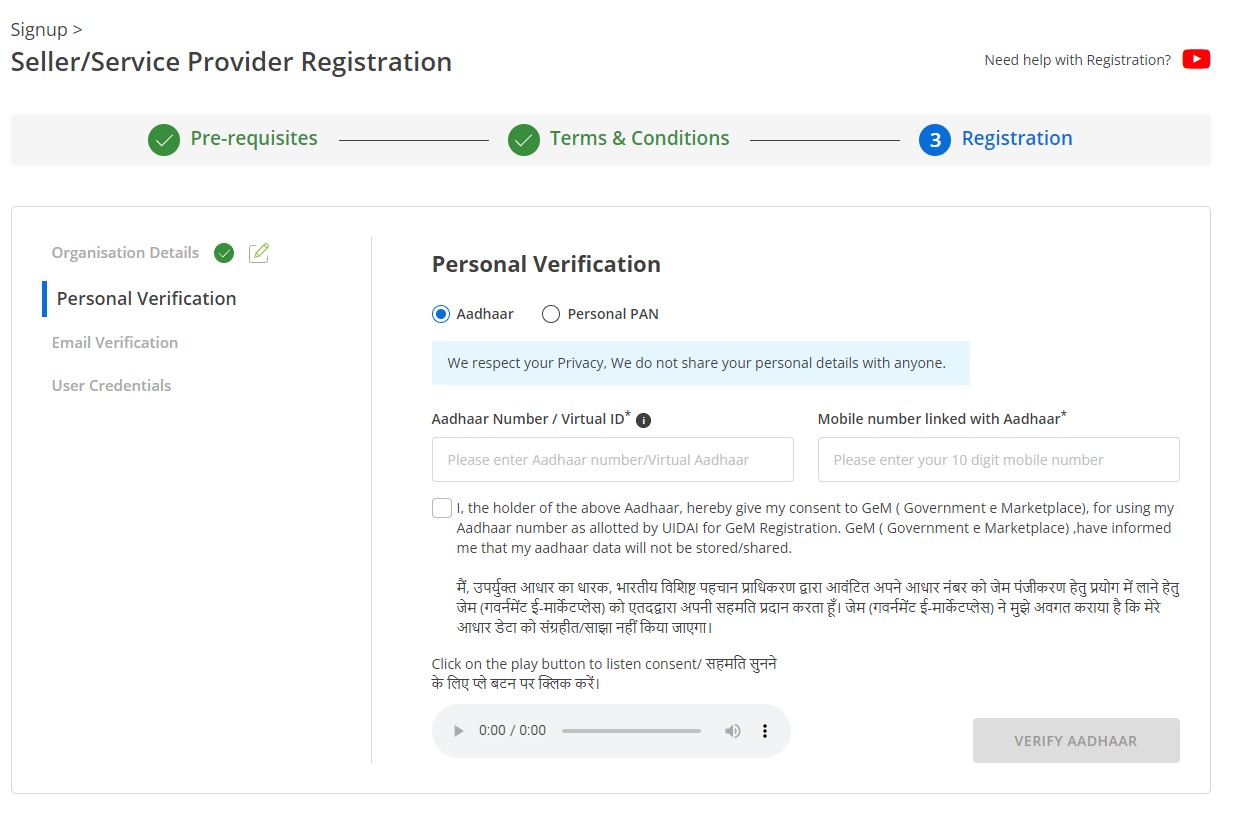 Signup >
Seller/Service Provider Registration
Need help with Registration?
Pre-requisites
Terms & Conditions
3 Registration
Organisation Details
Personal Verification
Email Verification
User Credentials
Personal Verification
Aadhaar Personal PAN
We respect your Privacy, We do not share your personal details with anyone.
Aadhaar Number / Virtual ID* i
Mobile number linked with Aadhaar*
Please enter Aadhaar number/Virtual Aadhaar
Please enter your 10 digit mobile number
I, the holder of the above Aadhaar, hereby give my consent to GeM ( Government e Marketplace), for using my
Aadhaar number as allotted by UIDAI for GeM Registration. GeM ( Government e Marketplace) ,have informed
me that my aadhaar data will not be stored/shared.
मैं, उपर्युक्त आधार का धारक, भारतीय विशिष्ट पहचान प्राधिकरण द्वारा आवंटित अपने आधार नंबर को जेम पंजीकरण हेतु प्रयोग में लाने हेतु
जेम (गवर्नमेंट ई-मार्केटप्लेस) को एतदद्वारा अपनी सहमति प्रदान करता हूँ। जेम (गवर्नमेंट ई-मार्केटप्लेस) ने मुझे अवगत कराया है कि मेरे
आधार डेटा को संग्रहीत/साझा नहीं किया जाएगा।
Click on the play button to listen consent/ सहमति सुनने
के लिए प्ले बटन पर क्लिक करें।
0:00 / 0:00
VERIFY AADHAAR